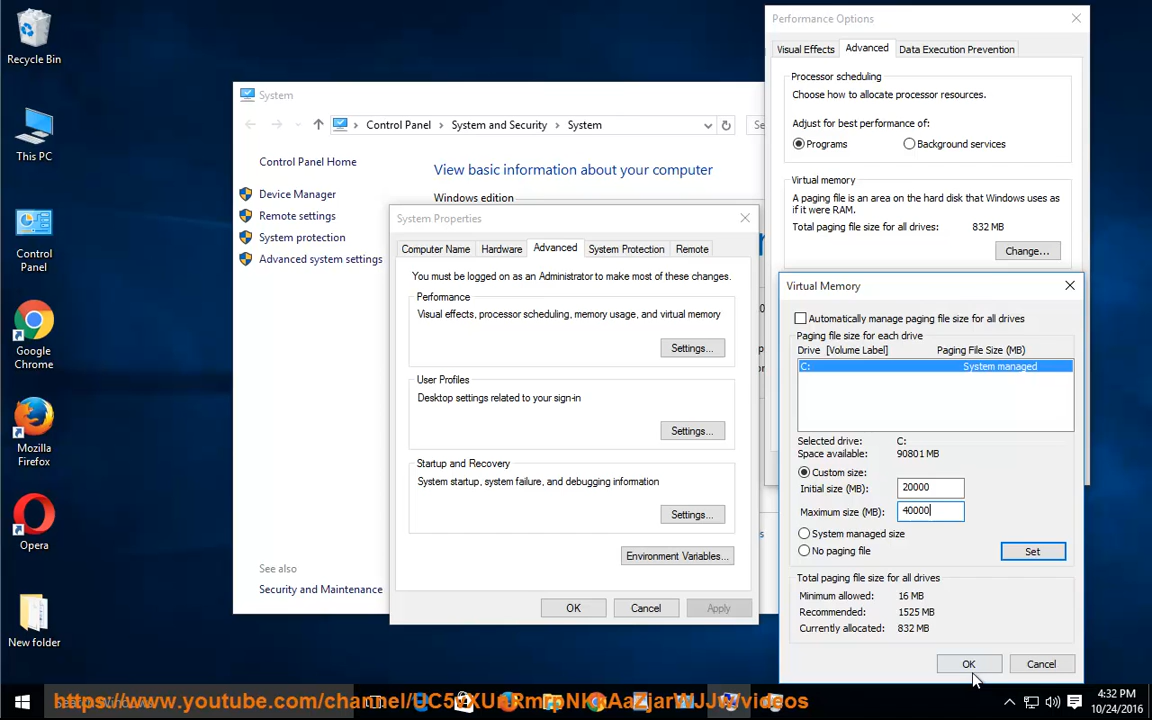 Recycle Bin
This PC
Control
Panel
Google
Chrome
Mozilla
Firefox
Opera
New folder
System
Control Panel > System and Security > System
Control Panel Home
Device Manager
Remote settings
System protection
Advanced system settings
See also
Security and Maintenance
View basic information about your computer
Windows edition
System Properties
Computer Name Hardware Advanced System Protection Remote
You must be logged on as an Administrator to make most of these changes.
Performance
Visual effects, processor scheduling, memory usage, and virtual memory
Settings...
User Profiles
Desktop settings related to your sign-in
Settings...
Startup and Recovery
System startup, system failure, and debugging information
Settings...
Environment Variables...
OK Cancel Apply
Performance Options
Visual Effects Advanced Data Execution Prevention
Processor scheduling
Choose how to allocate processor resources.
Adjust for best performance of:
Programs Background services
Virtual memory
A paging file is an area on the hard disk that Windows uses as
if it were RAM.
Total paging file size for all drives: 832 MB
Change...
Virtual Memory
Automatically manage paging file size for all drives
Paging file size for each drive
Drive [Volume Label] Paging File Size (MB)
C: System managed
Selected drive: C:
Space available: 90801 MB
Custom size:
Initial size (MB): 20000
Maximum size (MB): 40000
System managed size
No paging file
Set
Total paging file size for all drives
Minimum allowed: 16 MB
Recommended: 1525 MB
Currently allocated: 832 MB
OK Cancel
4:32 PM
10/24/2016